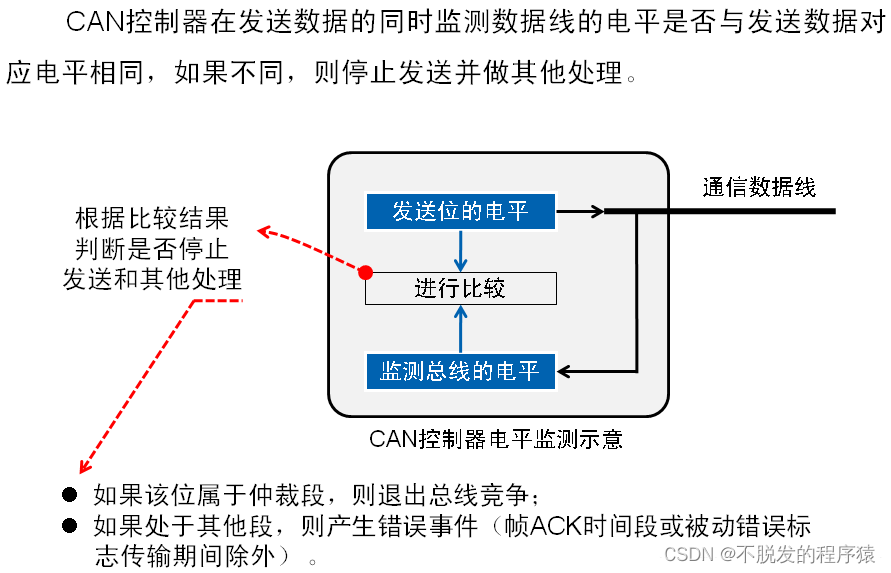 CAN控制器在发送数据的同时监测数据线的电平是否与发送数据对
应电平相同，如果不同，则停止发送并做其他处理。
通信数据线
发送位的电平
根据比较结果
判断是否停止
发送和其他处理
进行比较
监测总线的电平
CAN控制器电平监测示意
● 如果该位属于仲裁段，则退出总线竞争；
● 如果处于其他段，则产生错误事件（帧ACK时间段或被动错误标
志传输期间除外）。
CSDN @不脱发的程序猿